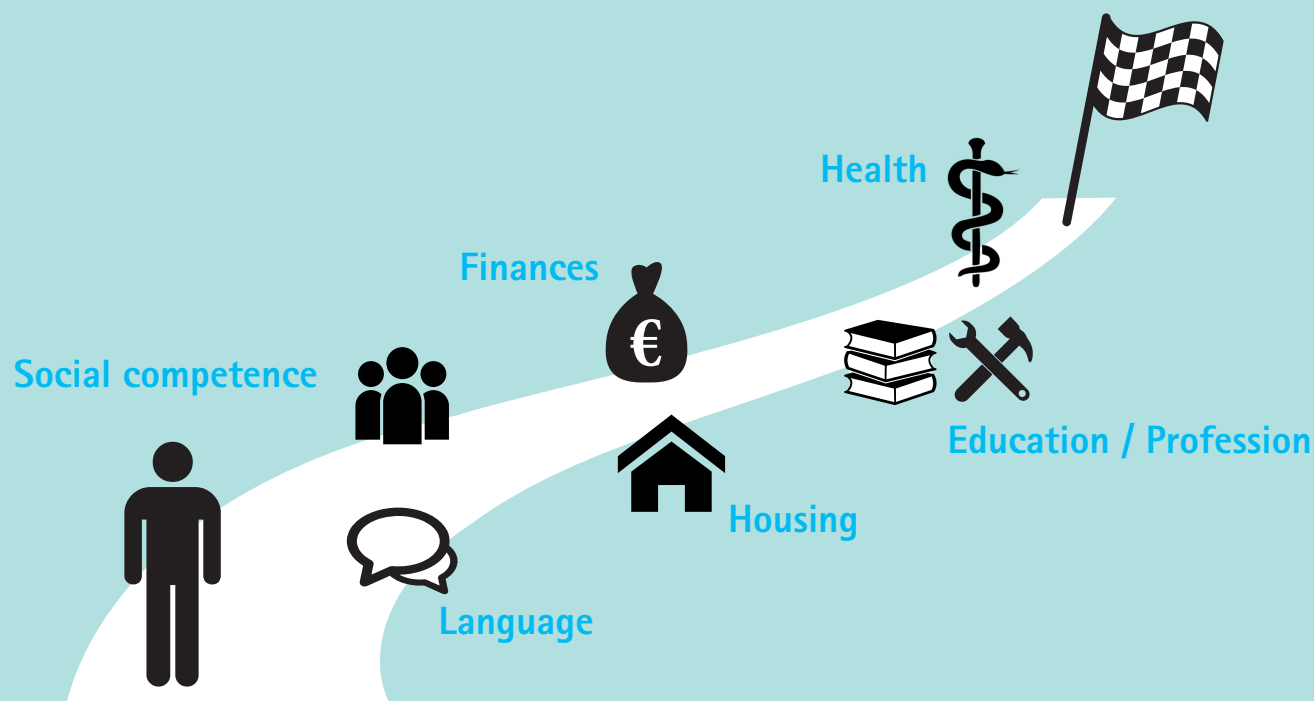 Health
Finances
€
Social competence
Education / Profession
Housing
Language